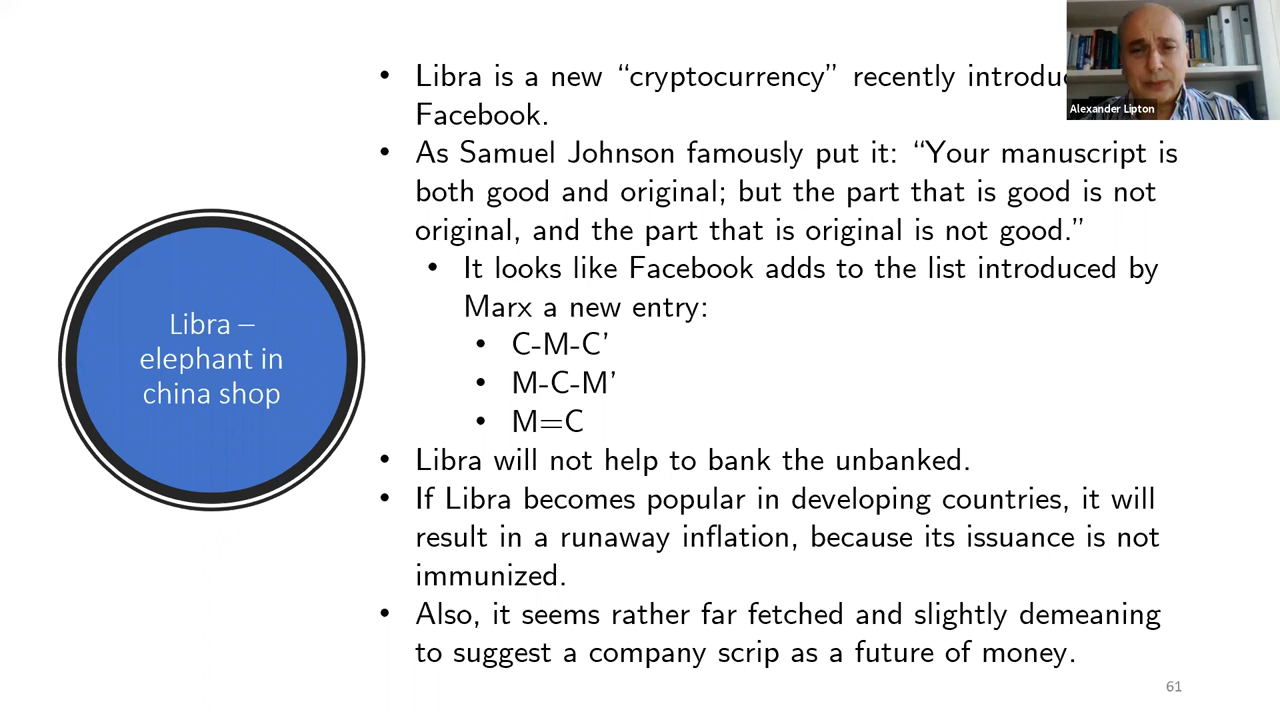 Libra is a new “cryptocurrency” recently
Facebook.
As Samuel Johnson famously put it: “Your manuscript is
both good and original; but the part that is good is not
original, and the part that is original is not good.”
It looks like Facebook adds to the list introduced by
Marx a new entry:
C-M-C’
M-C-M’
M=C
Libra will not help to bank the unbanked.
If Libra becomes popular in developing countries, it will
result in a runaway inflation, because its issuance is not
immunized.
Also, it seems rather far fetched and slightly demeaning
to suggest a company scrip as a future of money.
Libra –
elephant in
china shop
Alexander Lipton
61